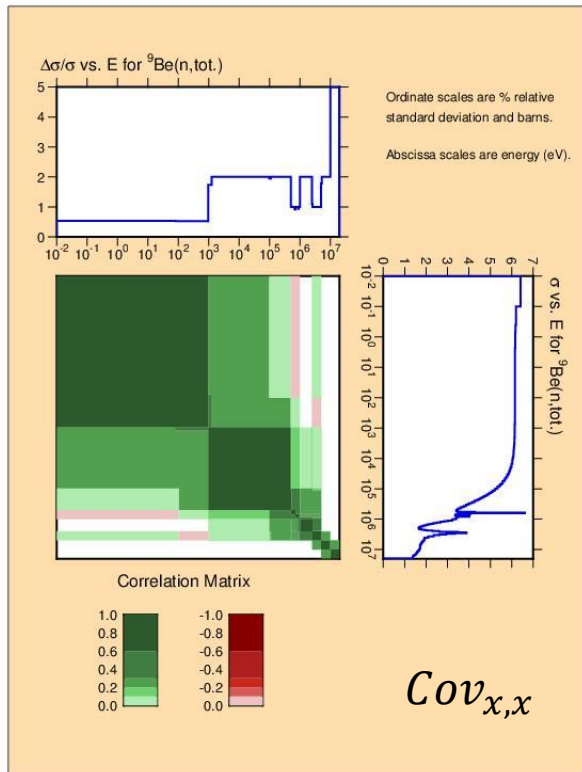 Δσ/σ vs. E for ⁹Be(n,tot.)
5
4
3
2
1
0
10⁻² 10⁻¹ 10⁰ 10¹ 10² 10³ 10⁴ 10⁵ 10⁶ 10⁷
Ordinate scales are % relative
standard deviation and barns.
Abscissa scales are energy (eV).
0 1 2 3 4 5 6 7
σ vs. E for ⁹Be(n,tot.)
10⁻² 10⁻¹ 10⁰ 10¹ 10² 10³ 10⁴ 10⁵ 10⁶ 10⁷
Correlation Matrix
1.0 -1.0
0.8 -0.8
0.6 -0.6
0.4 -0.4
0.2 -0.2
0.0 0.0
Cov_{x,x}